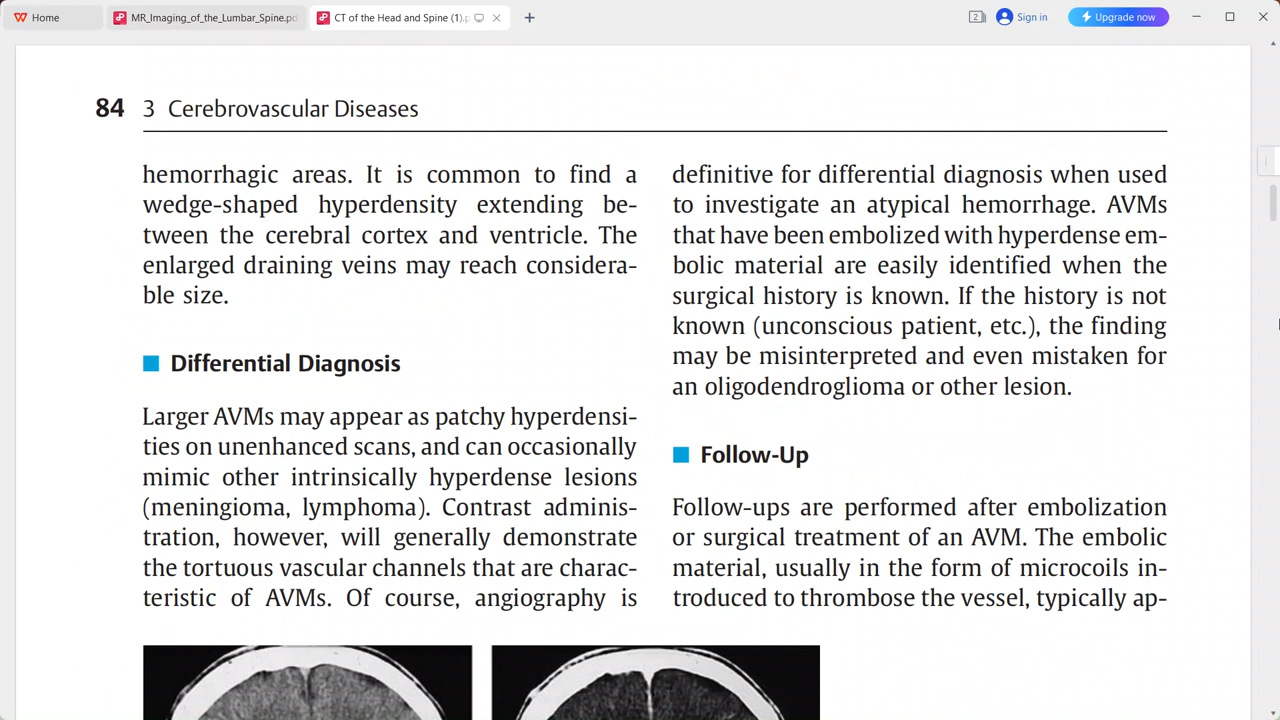 Home
MR_Imaging_of_the_Lumbar_Spine.pd
CT of the Head and Spine (1).p
2
Sign in
Upgrade now
84 3 Cerebrovascular Diseases
hemorrhagic areas. It is common to find a
wedge-shaped hyperdensity extending be-
tween the cerebral cortex and ventricle. The
enlarged draining veins may reach considera-
ble size.
Differential Diagnosis
Larger AVMs may appear as patchy hyperdensi-
ties on unenhanced scans, and can occasionally
mimic other intrinsically hyperdense lesions
(meningioma, lymphoma). Contrast adminis-
tration, however, will generally demonstrate
the tortuous vascular channels that are charac-
teristic of AVMs. Of course, angiography is
definitive for differential diagnosis when used
to investigate an atypical hemorrhage. AVMs
that have been embolized with hyperdense em-
bolic material are easily identified when the
surgical history is known. If the history is not
known (unconscious patient, etc.), the finding
may be misinterpreted and even mistaken for
an oligodendroglioma or other lesion.
Follow-Up
Follow-ups are performed after embolization
or surgical treatment of an AVM. The embolic
material, usually in the form of microcoils in-
troduced to thrombose the vessel, typically ap-